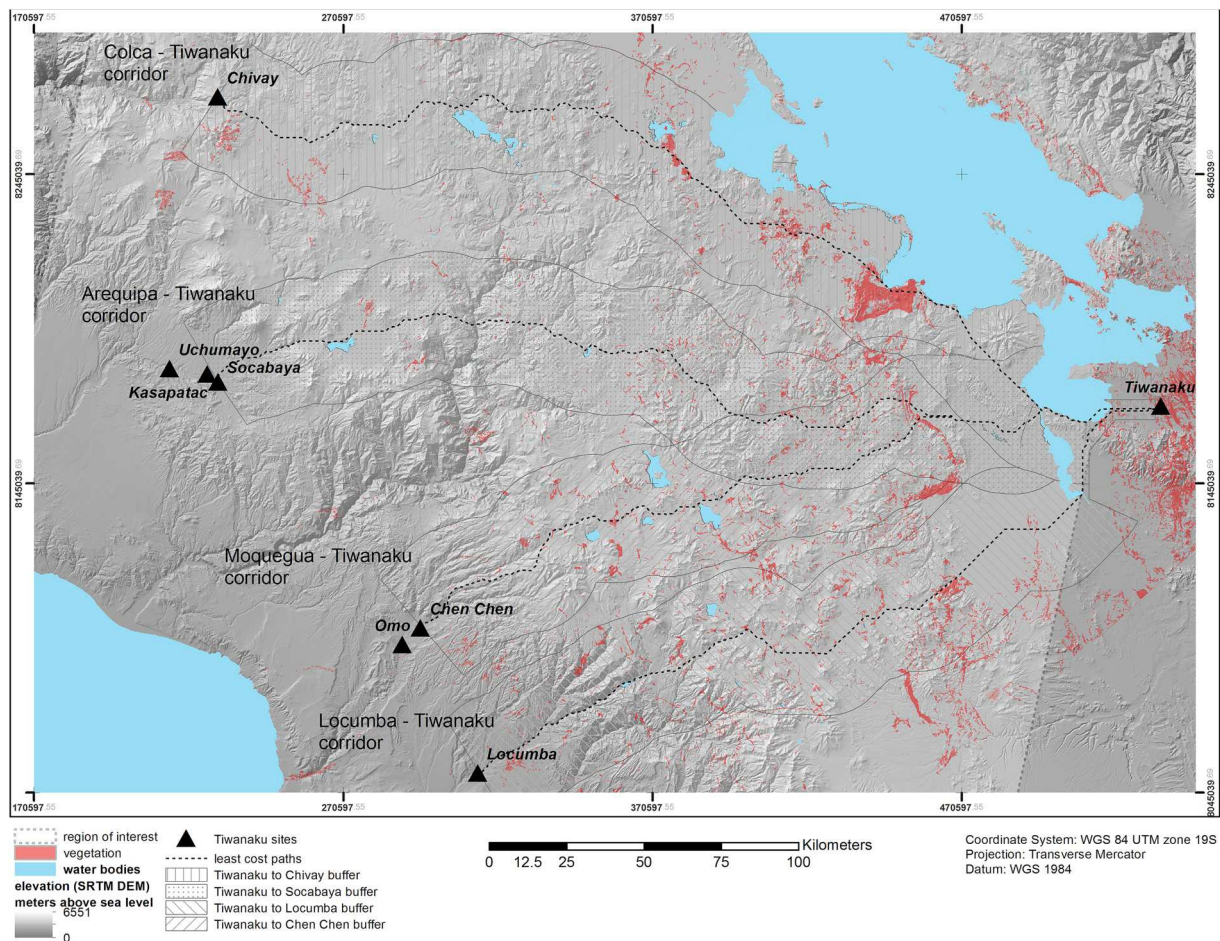 170597.55
270597.55
370597.55
470597.55
Colca - Tiwanaku
corridor
Chivay
8245039.69
8245039.69
Arequipa - Tiwanaku
corridor
Uchumayo
Socabaya
Kasapatac
Tiwanaku
8145039.69
8145039.69
Moquegua - Tiwanaku
corridor
Chen Chen
Omo
Locumba - Tiwanaku
corridor
Locumba
8045039.69
170597.55
270597.55
370597.55
470597.55
region of interest
vegetation
water bodies
elevation (SRTM DEM)
meters above sea level
6551
0
Tiwanaku sites
least cost paths
Tiwanaku to Chivay buffer
Tiwanaku to Socabaya buffer
Tiwanaku to Locumba buffer
Tiwanaku to Chen Chen buffer
Kilometers
0 12.5 25 50 75 100
Coordinate System: WGS 84 UTM zone 19S
Projection: Transverse Mercator
Datum: WGS 1984